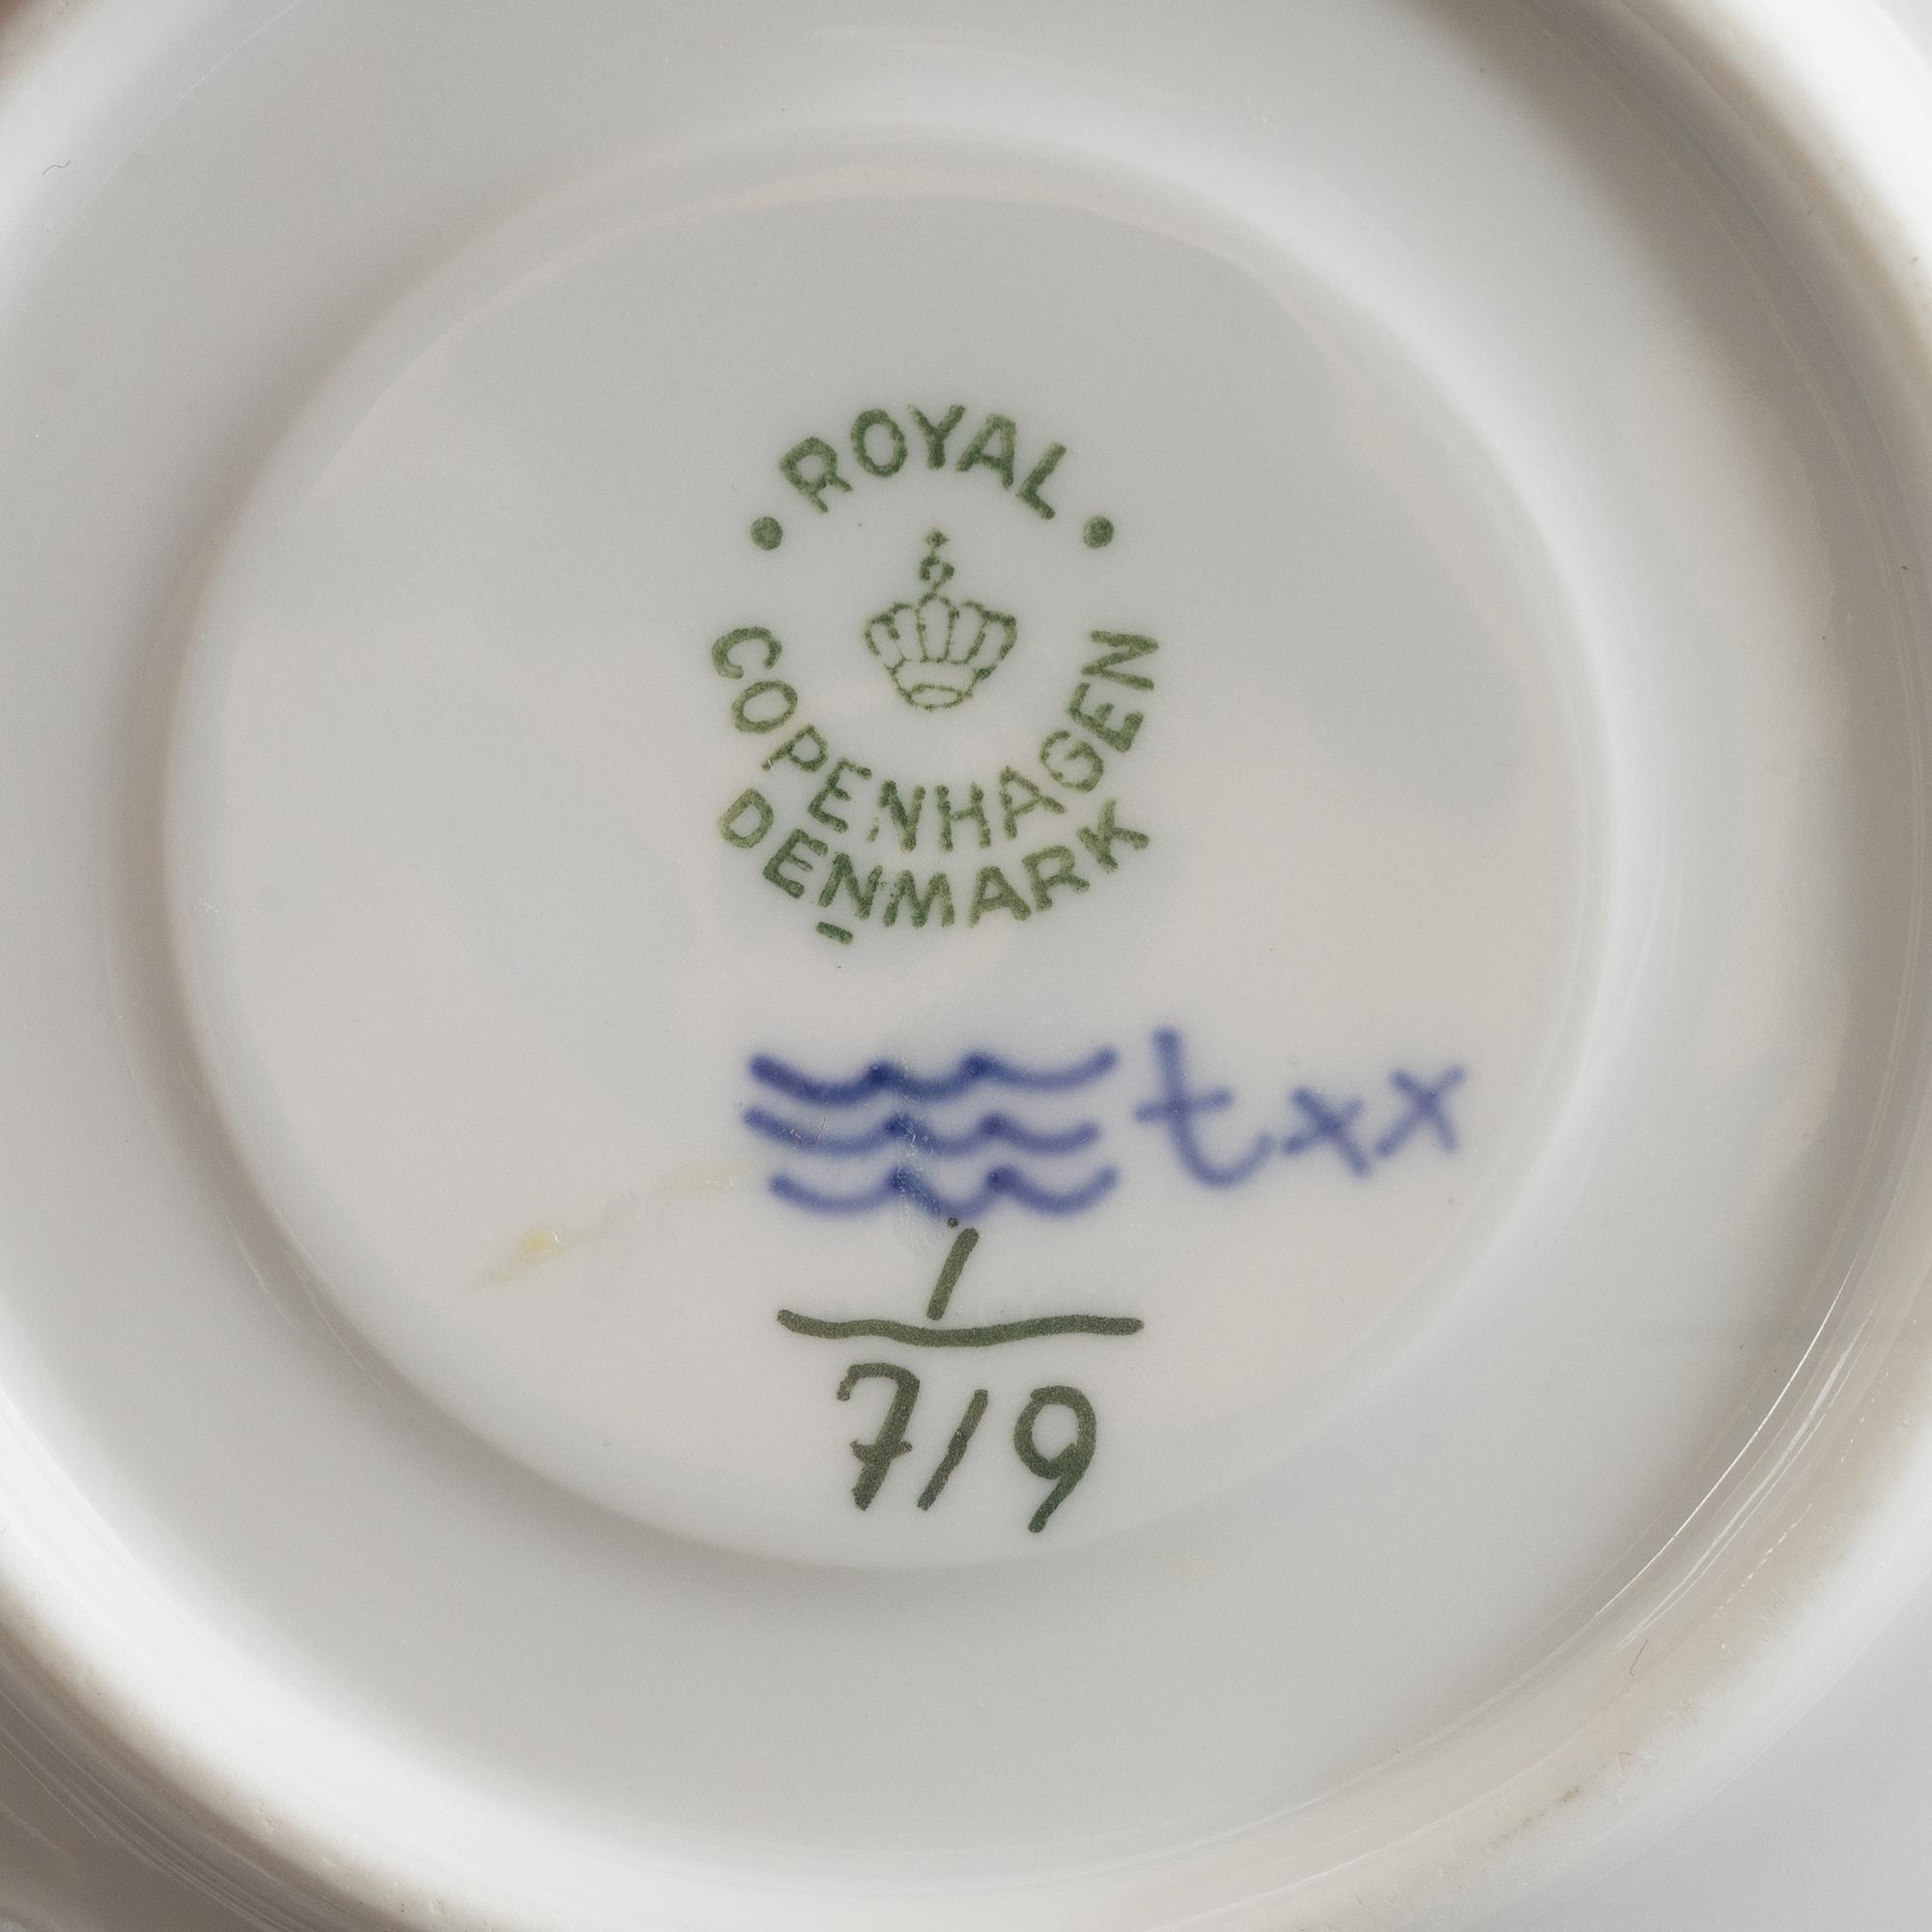 • ROYAL •
COPENHAGEN
DENMARK
txx
1
719